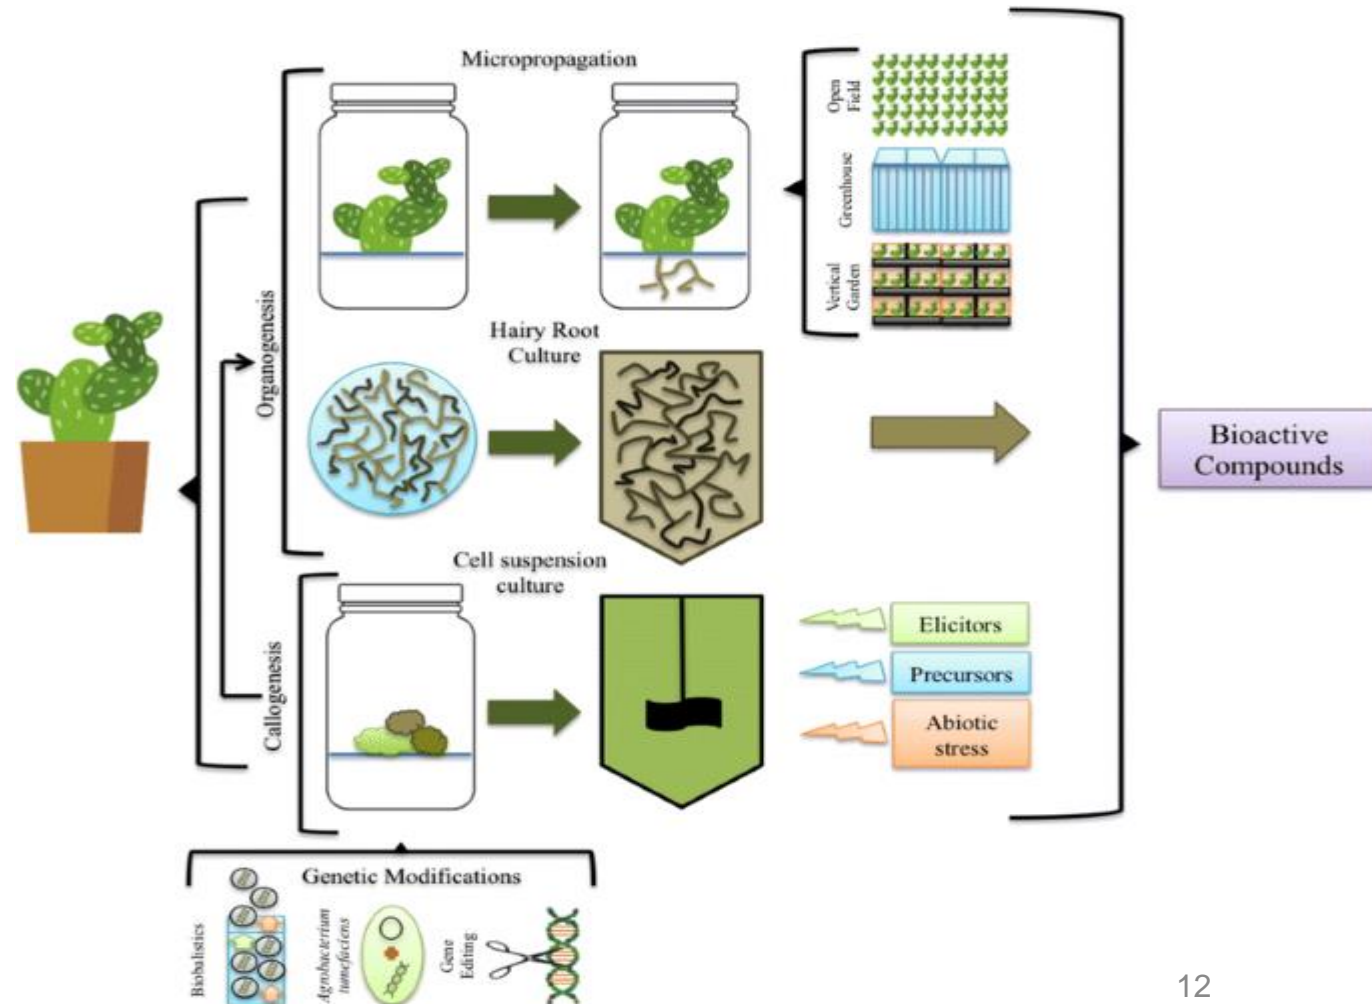 Micropropagation
Open
Field
Greenhouse
Vertical
Garden
Organogenesis
Hairy Root
Culture
Bioactive
Compounds
Cell suspension
culture
Callogenesis
Elicitors
Precursors
Abiotic
stress
Genetic Modifications
Biobalistics
Agrobacterium
tumefaciens
Gene
Editing
12